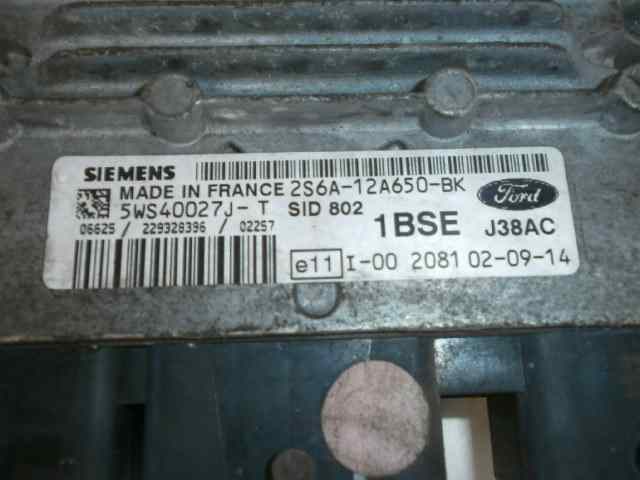 SIEMENS
MADE IN FRANCE 2S6A-12A650-BK
5WS40027J-T SID 802
Ford
06625 / 229328396 / 02257
1BSE J38AC
e11 I-00 2081 02-09-14